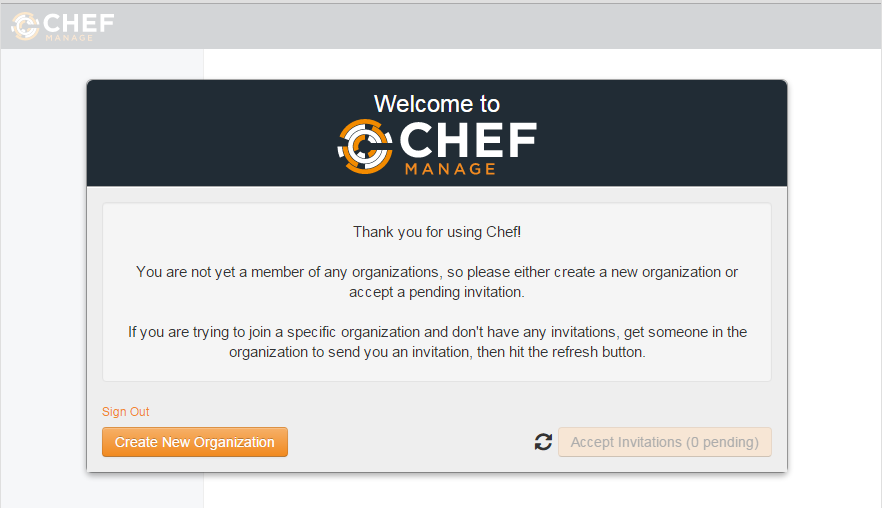 CHEF
MANAGE
Welcome to
CHEF
MANAGE
Thank you for using Chef!
You are not yet a member of any organizations, so please either create a new organization or
accept a pending invitation.
If you are trying to join a specific organization and don't have any invitations, get someone in the
organization to send you an invitation, then hit the refresh button.
Sign Out
Create New Organization
Accept Invitations (0 pending)